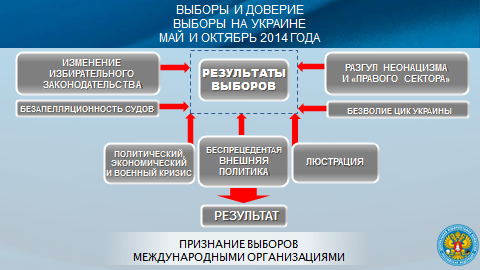 ВЫБОРЫ И ДОВЕРИЕ
ВЫБОРЫ НА УКРАИНЕ
МАЙ И ОКТЯБРЬ 2014 ГОДА
ИЗМЕНЕНИЕ
ИЗБИРАТЕЛЬНОГО
ЗАКОНОДАТЕЛЬСТВА
РЕЗУЛЬТАТЫ
ВЫБОРОВ
РАЗГУЛ НЕОНАЦИЗМА
И «ПРАВОГО СЕКТОРА»
БЕЗАПЕЛЛЯЦИОННОСТЬ СУДОВ
БЕЗВОЛИЕ ЦИК УКРАИНЫ
ПОЛИТИЧЕСКИЙ,
ЭКОНОМИЧЕСКИЙ
И ВОЕННЫЙ КРИЗИС
БЕСПРЕЦЕДЕНТАЯ
ВНЕШНЯЯ
ПОЛИТИКА
ЛЮСТРАЦИЯ
РЕЗУЛЬТАТ
ПРИЗНАНИЕ ВЫБОРОВ
МЕЖДУНАРОДНЫМИ ОРГАНИЗАЦИЯМИ